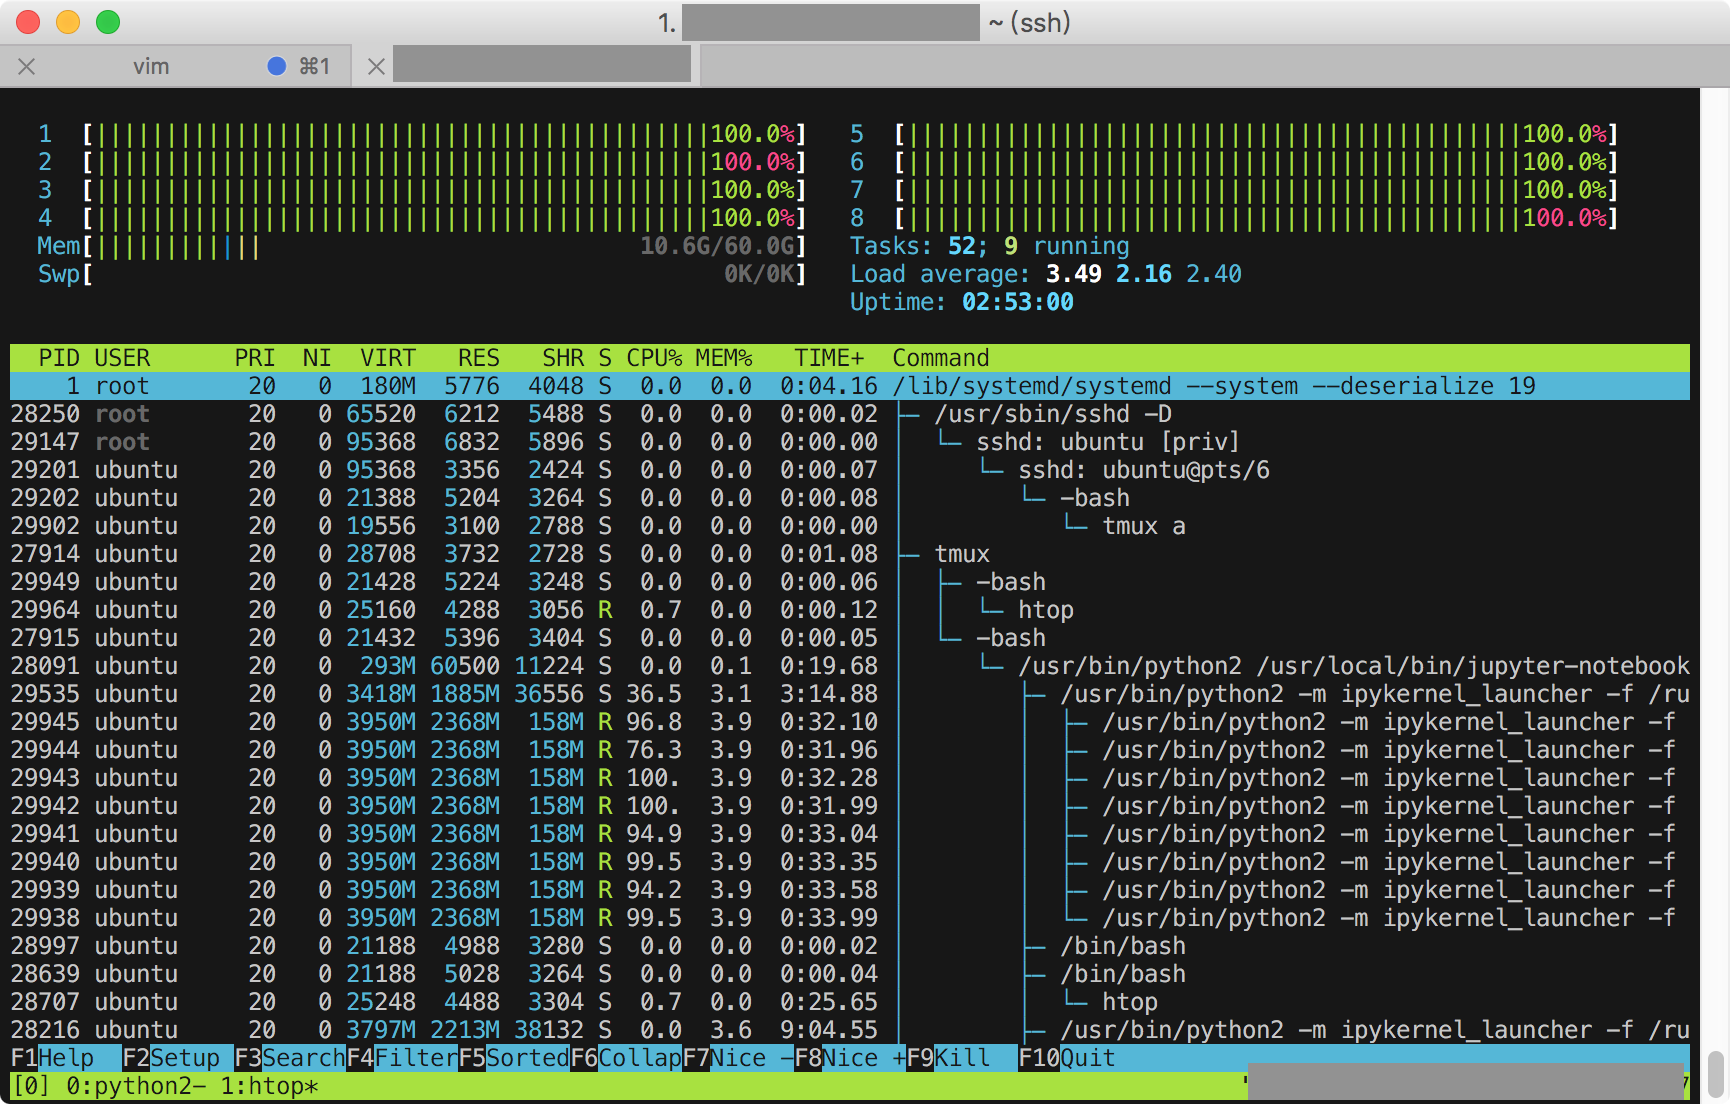 1. ~ (ssh)
vim ⌘1
1 [||||||||||||||||||||||||||||||||||||||||||||100.0%] 5 [||||||||||||||||||||||||||||||||||||||||||||100.0%]
2 [||||||||||||||||||||||||||||||||||||||||||||100.0%] 6 [||||||||||||||||||||||||||||||||||||||||||||100.0%]
3 [||||||||||||||||||||||||||||||||||||||||||||100.0%] 7 [||||||||||||||||||||||||||||||||||||||||||||100.0%]
4 [||||||||||||||||||||||||||||||||||||||||||||100.0%] 8 [||||||||||||||||||||||||||||||||||||||||||||100.0%]
Mem[|||||||||||| 10.6G/60.0G] Tasks: 52; 9 running
Swp[ 0K/0K] Load average: 3.49 2.16 2.40
Uptime: 02:53:00
PID USER PRI NI VIRT RES SHR S CPU% MEM% TIME+ Command
1 root 20 0 180M 5776 4048 S 0.0 0.0 0:04.16 /lib/systemd/systemd --system --deserialize 19
28250 root 20 0 65520 6212 5488 S 0.0 0.0 0:00.02 ├─ /usr/sbin/sshd -D
29147 root 20 0 95368 6832 5896 S 0.0 0.0 0:00.00 │ └─ sshd: ubuntu [priv]
29201 ubuntu 20 0 95368 3356 2424 S 0.0 0.0 0:00.07 │ └─ sshd: ubuntu@pts/6
29202 ubuntu 20 0 21388 5204 3264 S 0.0 0.0 0:00.08 │ └─ -bash
29902 ubuntu 20 0 19556 3100 2788 S 0.0 0.0 0:00.00 │ └─ tmux a
27914 ubuntu 20 0 28708 3732 2728 S 0.0 0.0 0:01.08 ├─ tmux
29949 ubuntu 20 0 21428 5224 3248 S 0.0 0.0 0:00.06 │ ├─ -bash
29964 ubuntu 20 0 25160 4288 3056 R 0.7 0.0 0:00.12 │ │ └─ htop
27915 ubuntu 20 0 21432 5396 3404 S 0.0 0.0 0:00.05 │ └─ -bash
28091 ubuntu 20 0 293M 60500 11224 S 0.0 0.1 0:19.68 │ └─ /usr/bin/python2 /usr/local/bin/jupyter-notebook
29535 ubuntu 20 0 3418M 1885M 36556 S 36.5 3.1 3:14.88 │ ├─ /usr/bin/python2 -m ipykernel_launcher -f /ru
29945 ubuntu 20 0 3950M 2368M 158M R 96.8 3.9 0:32.10 │ │ ├─ /usr/bin/python2 -m ipykernel_launcher -f
29944 ubuntu 20 0 3950M 2368M 158M R 76.3 3.9 0:31.96 │ │ ├─ /usr/bin/python2 -m ipykernel_launcher -f
29943 ubuntu 20 0 3950M 2368M 158M R 100. 3.9 0:32.28 │ │ ├─ /usr/bin/python2 -m ipykernel_launcher -f
29942 ubuntu 20 0 3950M 2368M 158M R 100. 3.9 0:31.99 │ │ ├─ /usr/bin/python2 -m ipykernel_launcher -f
29941 ubuntu 20 0 3950M 2368M 158M R 94.9 3.9 0:33.04 │ │ ├─ /usr/bin/python2 -m ipykernel_launcher -f
29940 ubuntu 20 0 3950M 2368M 158M R 99.5 3.9 0:33.35 │ │ ├─ /usr/bin/python2 -m ipykernel_launcher -f
29939 ubuntu 20 0 3950M 2368M 158M R 94.2 3.9 0:33.58 │ │ ├─ /usr/bin/python2 -m ipykernel_launcher -f
29938 ubuntu 20 0 3950M 2368M 158M R 99.5 3.9 0:33.99 │ │ └─ /usr/bin/python2 -m ipykernel_launcher -f
28997 ubuntu 20 0 21188 4988 3280 S 0.0 0.0 0:00.02 │ ├─ /bin/bash
28639 ubuntu 20 0 21188 5028 3264 S 0.0 0.0 0:00.04 │ ├─ /bin/bash
28707 ubuntu 20 0 25248 4488 3304 S 0.7 0.0 0:25.65 │ │ └─ htop
28216 ubuntu 20 0 3797M 2213M 38132 S 0.0 3.6 9:04.55 │ ├─ /usr/bin/python2 -m ipykernel_launcher -f /ru
F1Help F2Setup F3SearchF4FilterF5SortedF6CollapF7Nice -F8Nice +F9Kill F10Quit
[0] 0:python2- 1:htop*